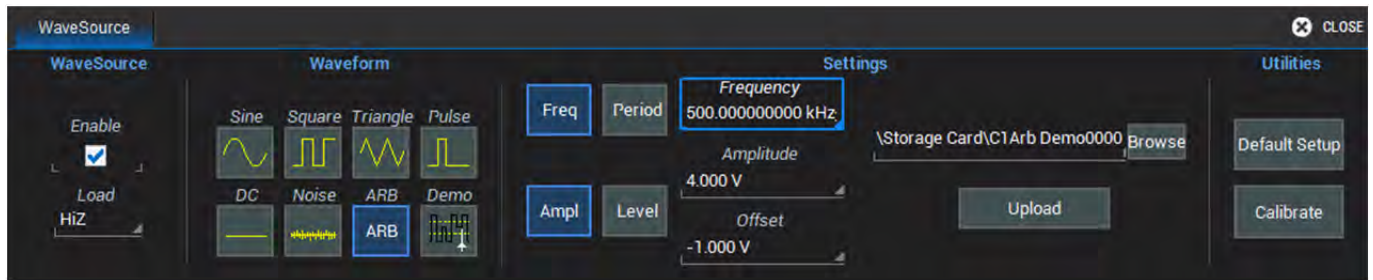 WaveSource
CLOSE
WaveSource
Waveform
Settings
Utilities
Enable
Load
HiZ
Sine Square Triangle Pulse
DC Noise ARB Demo
ARB
Freq Period
Frequency
500.000000000 kHz
Amplitude
4.000 V
Ampl Level
Offset
-1.000 V
\Storage Card\C1Arb Demo0000 Browse
Upload
Default Setup
Calibrate